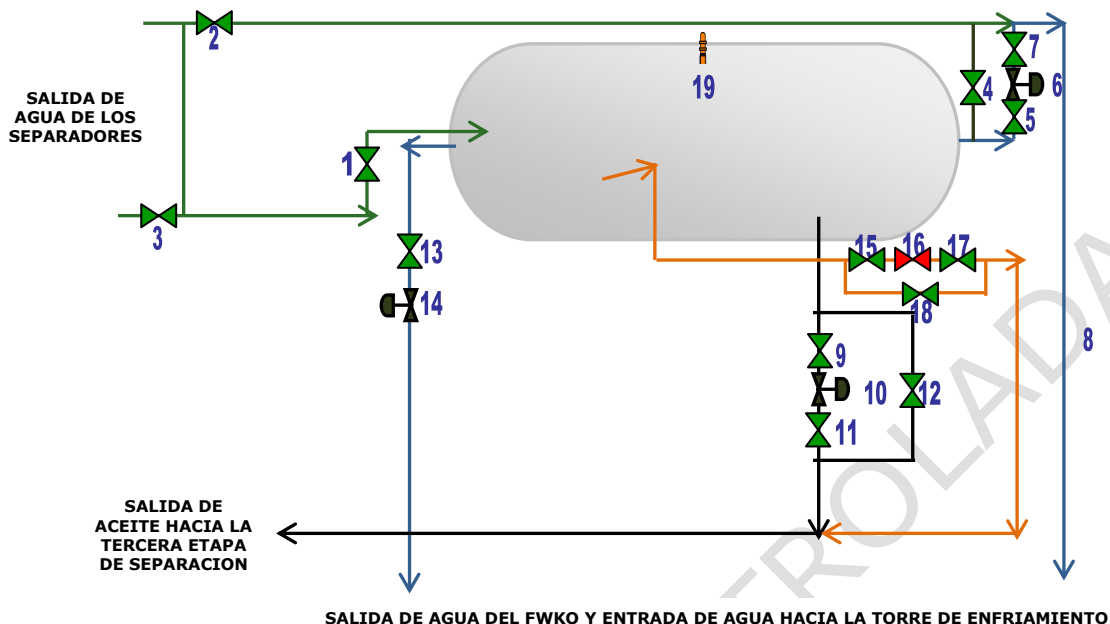 2
19
7
4
6
5
SALIDA DE
AGUA DE LOS
SEPARADORES
1
3
13
14
15
16
17
18
8
9
10
12
11
SALIDA DE
ACEITE HACIA LA
TERCERA ETAPA
DE SEPARACION
SALIDA DE AGUA DEL FWKO Y ENTRADA DE AGUA HACIA LA TORRE DE ENFRIAMIENTO
TROLADA